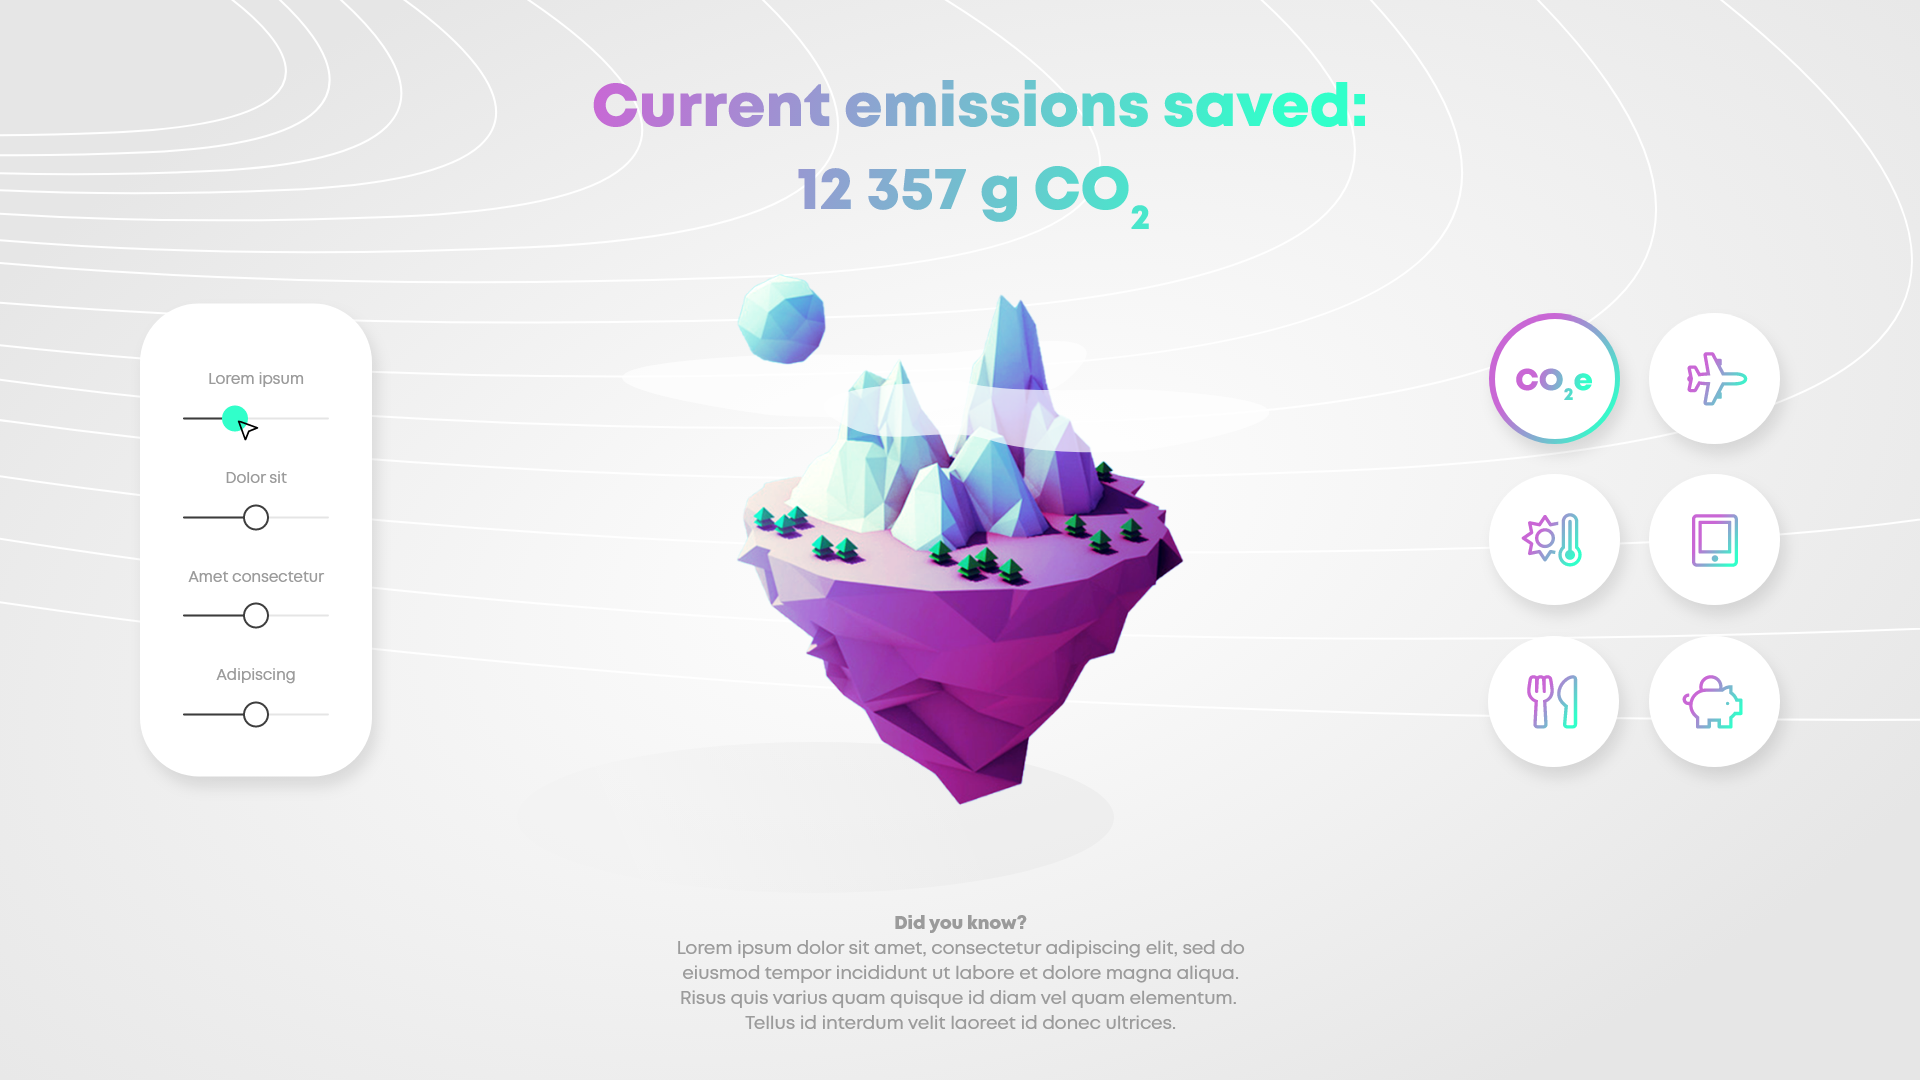 Current emissions saved:
12 357 g CO₂
Lorem ipsum
Dolor sit
Amet consectetur
Adipiscing
CO₂e
Did you know?
Lorem ipsum dolor sit amet, consectetur adipiscing elit, sed do
eiusmod tempor incididunt ut labore et dolore magna aliqua.
Risus quis varius quam quisque id diam vel quam elementum.
Tellus id interdum velit laoreet id donec ultrices.